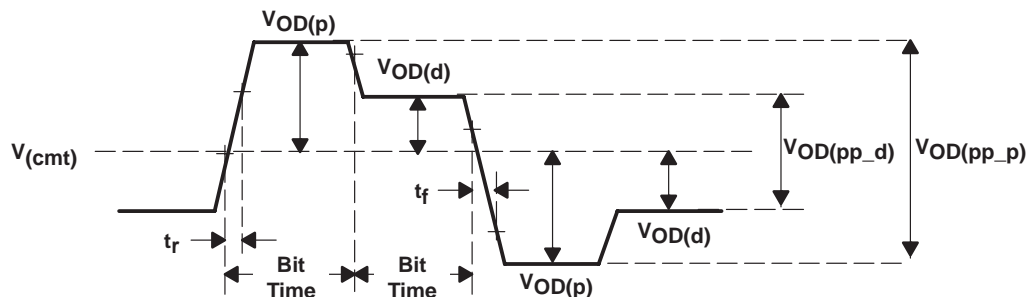 VOD(p)
VOD(d)
V(cmt)
VOD(pp_d)
VOD(pp_p)
tf
tr
VOD(d)
Bit
Time
Bit
Time
VOD(p)